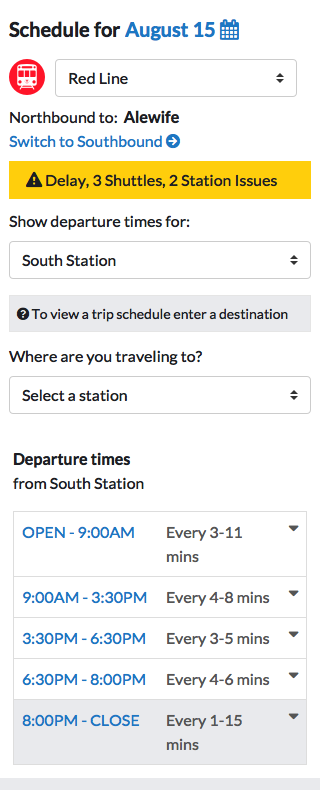 Schedule for August 15
Red Line
Northbound to: Alewife
Switch to Southbound
Delay, 3 Shuttles, 2 Station Issues
Show departure times for:
South Station
To view a trip schedule enter a destination
Where are you traveling to?
Select a station
Departure times
from South Station
OPEN - 9:00AM Every 3-11
mins
9:00AM - 3:30PM Every 4-8 mins
3:30PM - 6:30PM Every 3-5 mins
6:30PM - 8:00PM Every 4-6 mins
8:00PM - CLOSE Every 1-15
mins